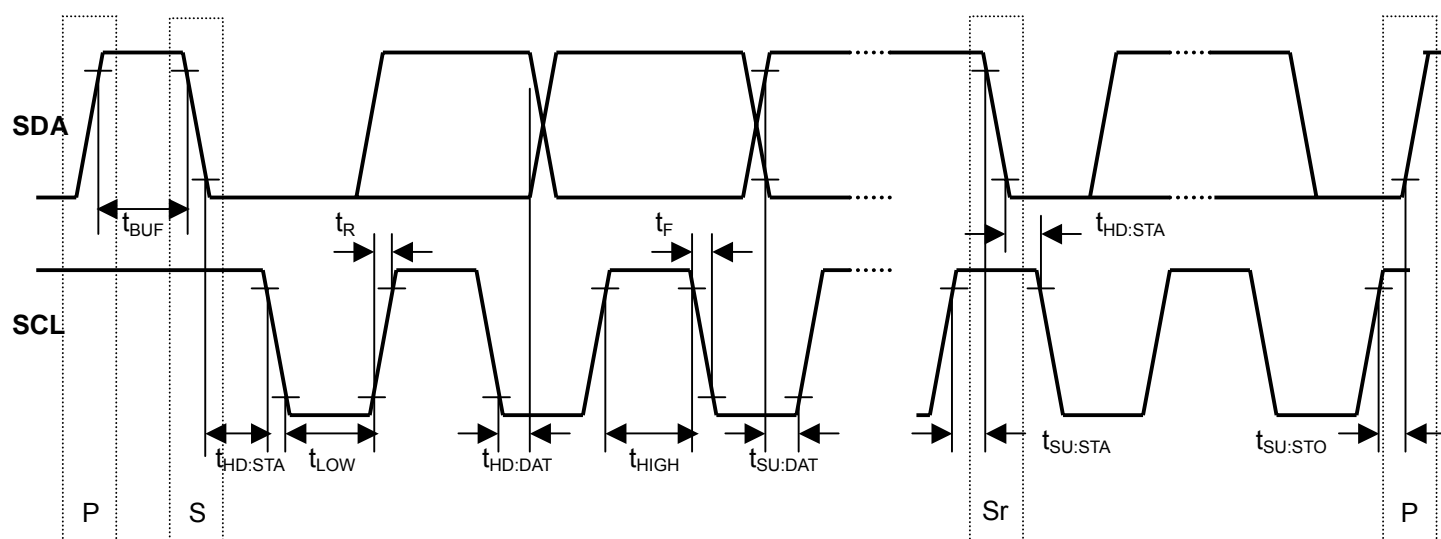 SDA
tBUF
tR
tF
tHD:STA
SCL
tHD:STA
tLOW
tHD:DAT
tHIGH
tSU:DAT
tSU:STA
tSU:STO
P
S
Sr
P